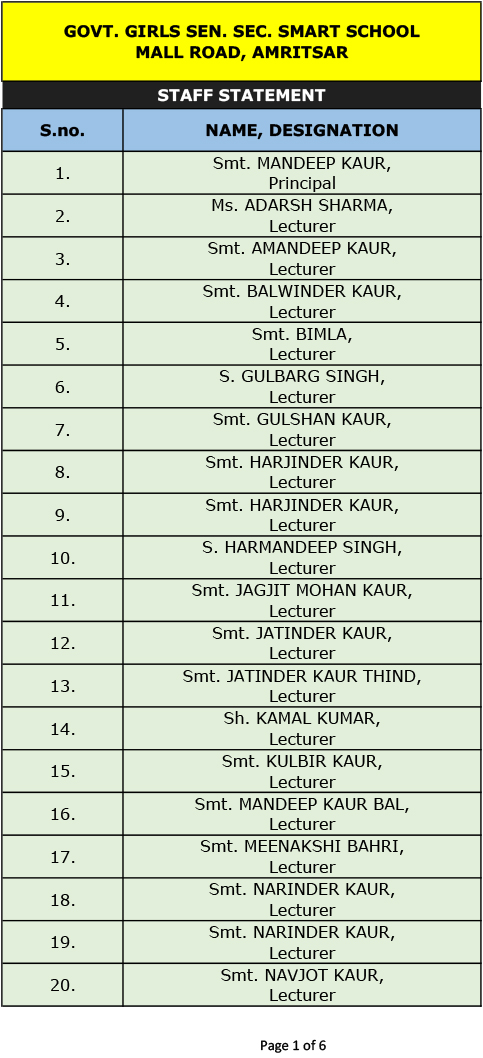 GOVT. GIRLS SEN. SEC. SMART SCHOOL
MALL ROAD, AMRITSAR
STAFF STATEMENT
S.no. NAME, DESIGNATION
1. Smt. MANDEEP KAUR,
Principal
2. Ms. ADARSH SHARMA,
Lecturer
3. Smt. AMANDEEP KAUR,
Lecturer
4. Smt. BALWINDER KAUR,
Lecturer
5. Smt. BIMLA,
Lecturer
6. S. GULBARG SINGH,
Lecturer
7. Smt. GULSHAN KAUR,
Lecturer
8. Smt. HARJINDER KAUR,
Lecturer
9. Smt. HARJINDER KAUR,
Lecturer
10. S. HARMANDEEP SINGH,
Lecturer
11. Smt. JAGJIT MOHAN KAUR,
Lecturer
12. Smt. JATINDER KAUR,
Lecturer
13. Smt. JATINDER KAUR THIND,
Lecturer
14. Sh. KAMAL KUMAR,
Lecturer
15. Smt. KULBIR KAUR,
Lecturer
16. Smt. MANDEEP KAUR BAL,
Lecturer
17. Smt. MEENAKSHI BAHRI,
Lecturer
18. Smt. NARINDER KAUR,
Lecturer
19. Smt. NARINDER KAUR,
Lecturer
20. Smt. NAVJOT KAUR,
Lecturer
Page 1 of 6